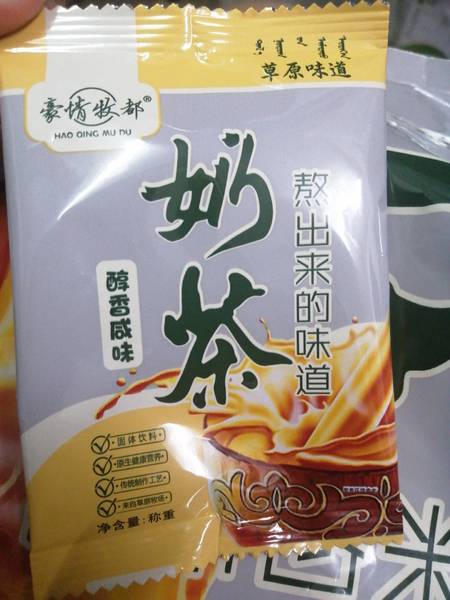 草原味道
豪情牧都®
HAO QING MU DU
奶茶
熬出来的味道
醇香咸味
固体饮料
原生健康营养
传统制作工艺
来自草原牧场
净含量:称重